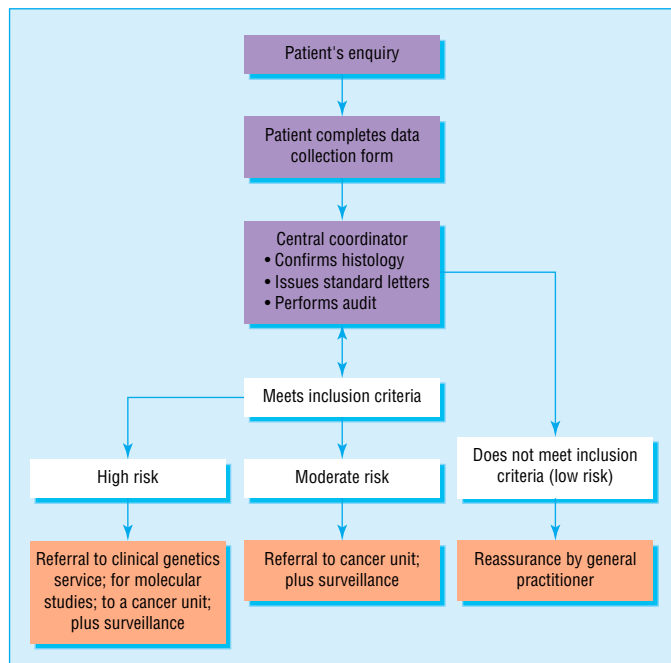 Patient's enquiry
Patient completes data
collection form
Central coordinator
• Confirms histology
• Issues standard letters
• Performs audit
Meets inclusion criteria
High risk
Moderate risk
Does not meet inclusion
criteria (low risk)
Referral to clinical genetics
service; for molecular
studies; to a cancer unit;
plus surveillance
Referral to cancer unit;
plus surveillance
Reassurance by general
practitioner